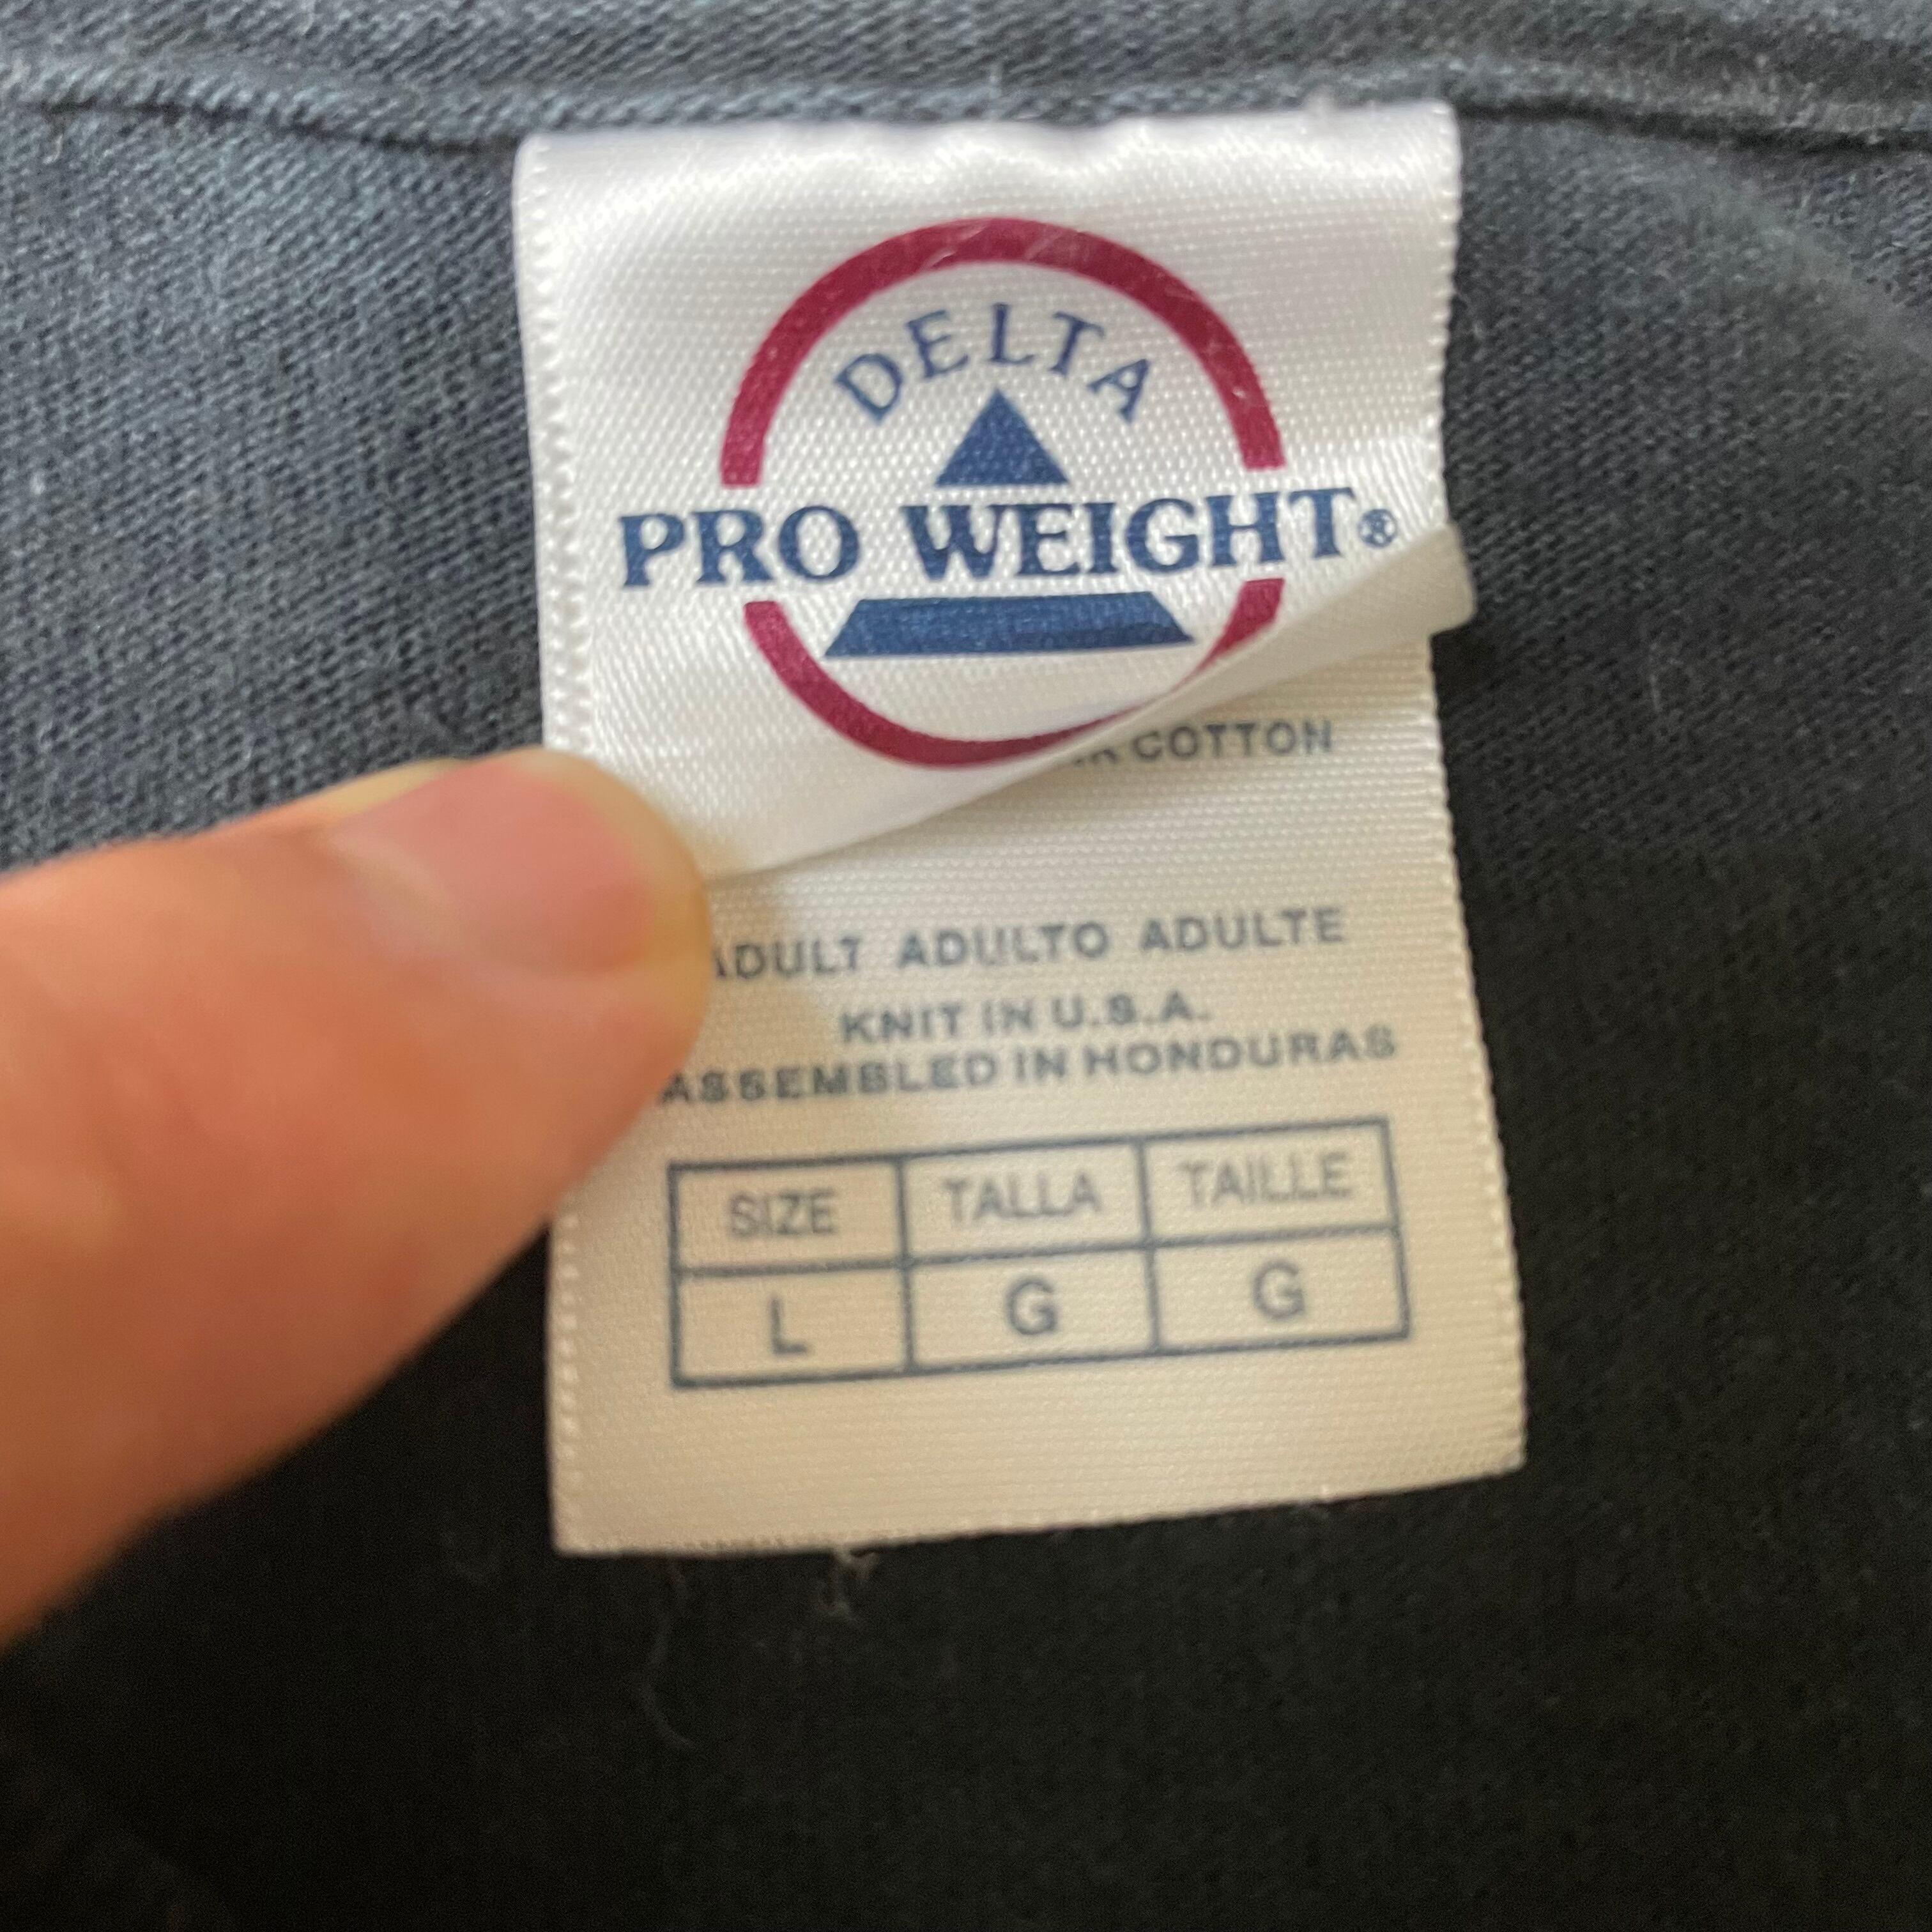 DELTA
PRO WEIGHT®
COTTON
ADULT ADULTO ADULTE
KNIT IN U.S.A.
ASSEMBLED IN HONDURAS
SIZE TALLA TAILLE
L G G